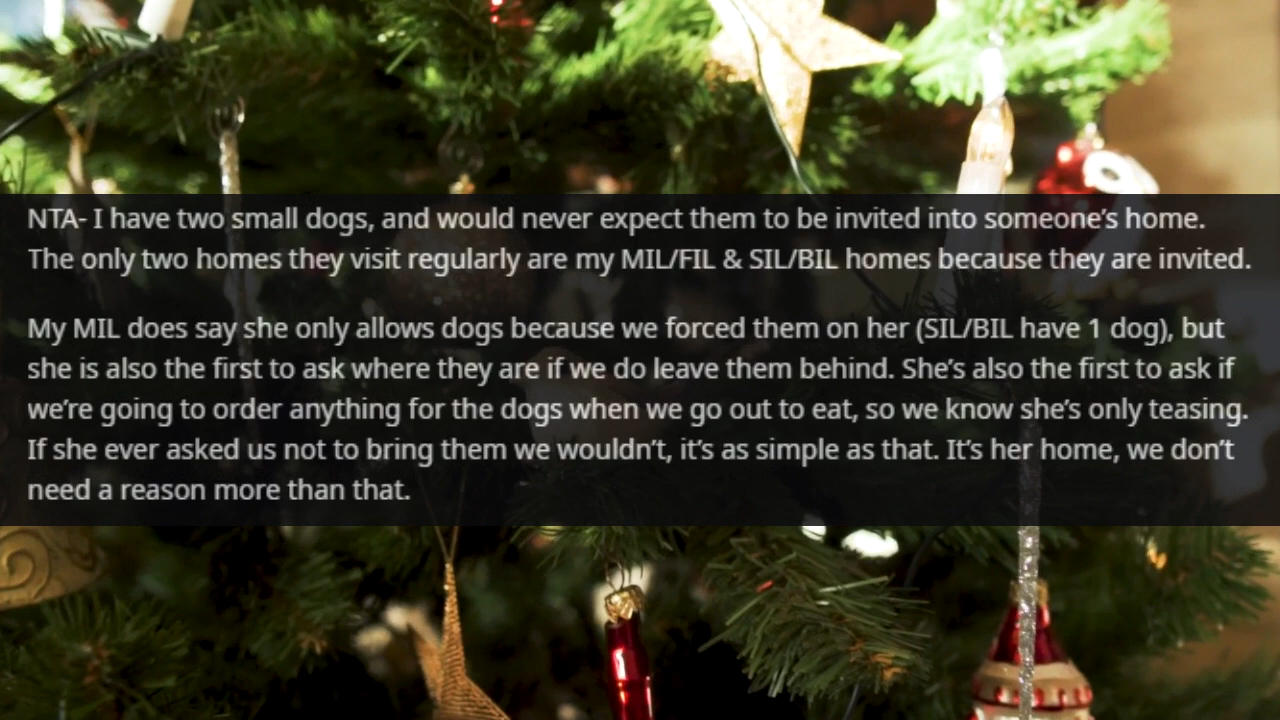 NTA- I have two small dogs, and would never expect them to be invited into someone’s home.
The only two homes they visit regularly are my MIL/FIL & SIL/BIL homes because they are invited.
My MIL does say she only allows dogs because we forced them on her (SIL/BIL have 1 dog), but
she is also the first to ask where they are if we do leave them behind. She’s also the first to ask if
we’re going to order anything for the dogs when we go out to eat, so we know she’s only teasing.
If she ever asked us not to bring them we wouldn’t, it’s as simple as that. It’s her home, we don’t
need a reason more than that.